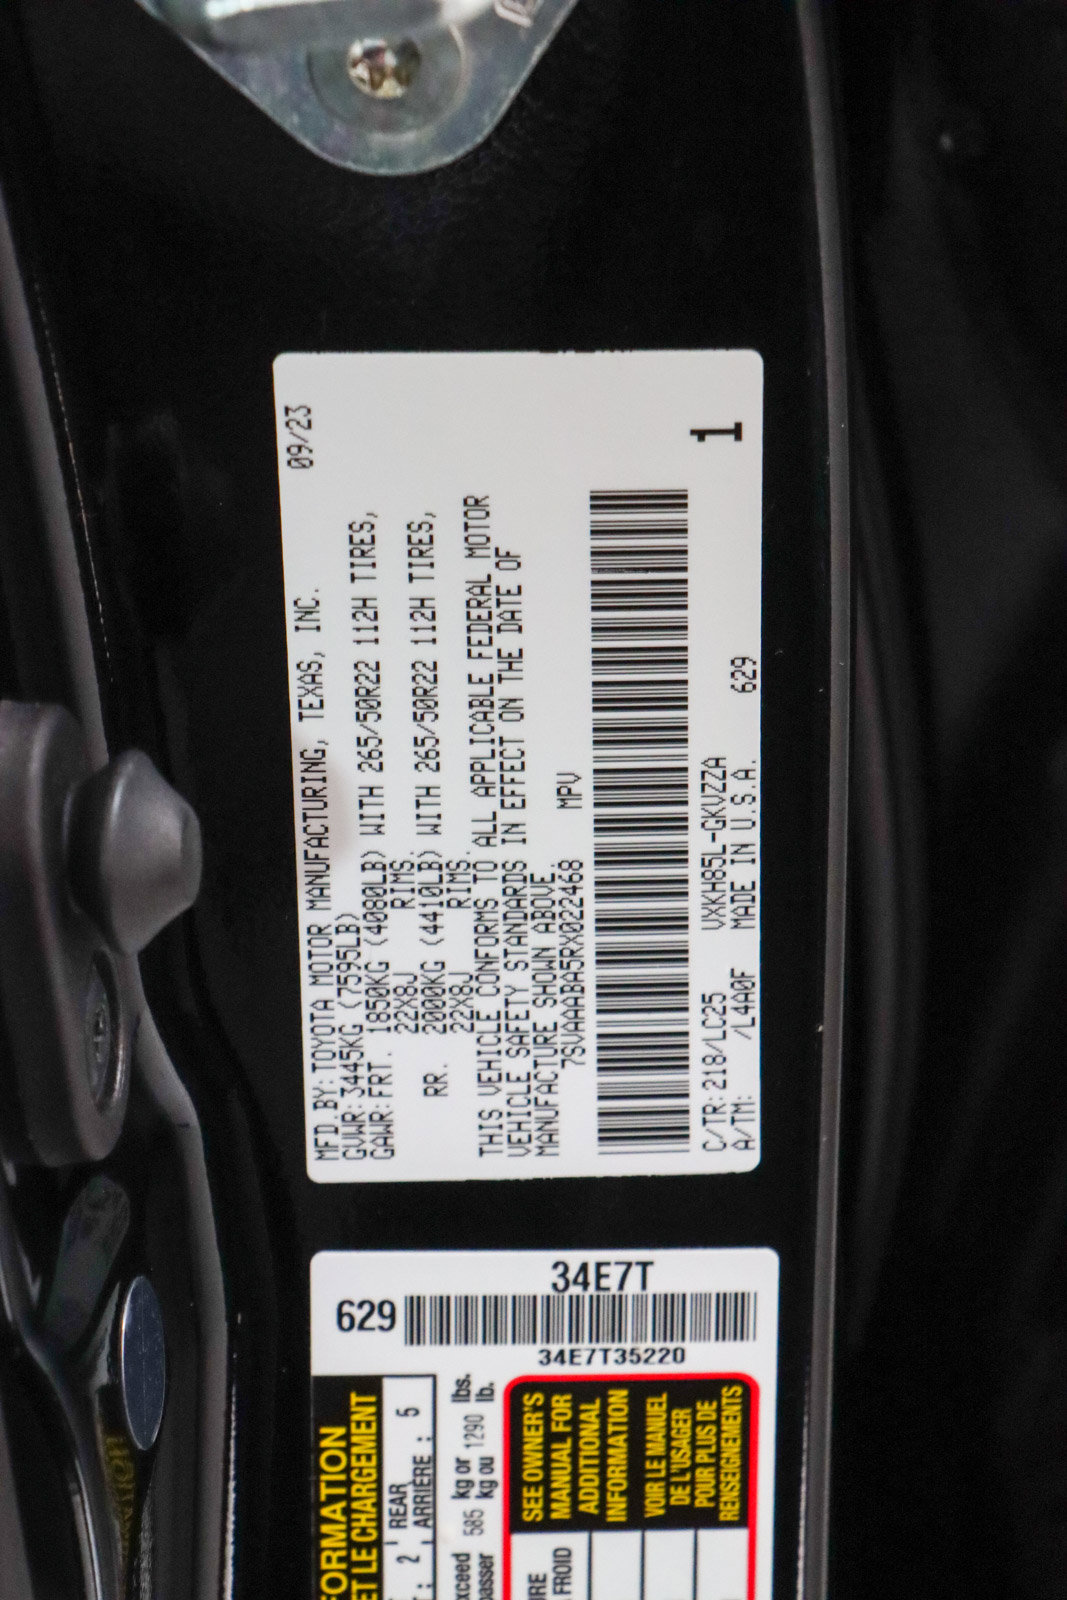 09/23
MFD.BY:TOYOTA MOTOR MANUFACTURING, TEXAS, INC.
GVWR:3445KG (7595LB)
GAWR:FRT. 1850KG (4080LB) WITH 265/50R22 112H TIRES,
22X8J RIMS.
RR. 2000KG (4410LB) WITH 265/50R22 112H TIRES,
22X8J RIMS.
THIS VEHICLE CONFORMS TO ALL APPLICABLE FEDERAL MOTOR
VEHICLE SAFETY STANDARDS IN EFFECT ON THE DATE OF
MANUFACTURE SHOWN ABOVE.
7SVAAABA5RX022468 MPV
C/TR:218/LC25 VXKH85L-GKVZZA
1
A/TM: /L4A0F MADE IN U.S.A. 629
34E7T
629
34E7T35220
FORMATION
ET LE CHARGEMENT
: 2 REAR
ARRIÈRE : 5
xceed 585 kg or 1290 lbs.
passer kg ou lb.
SEE OWNER'S
MANUAL FOR
ADDITIONAL
INFORMATION
VOIR LE MANUEL
DE L'USAGER
POUR PLUS DE
RENSEIGNEMENTS
URE
FROID